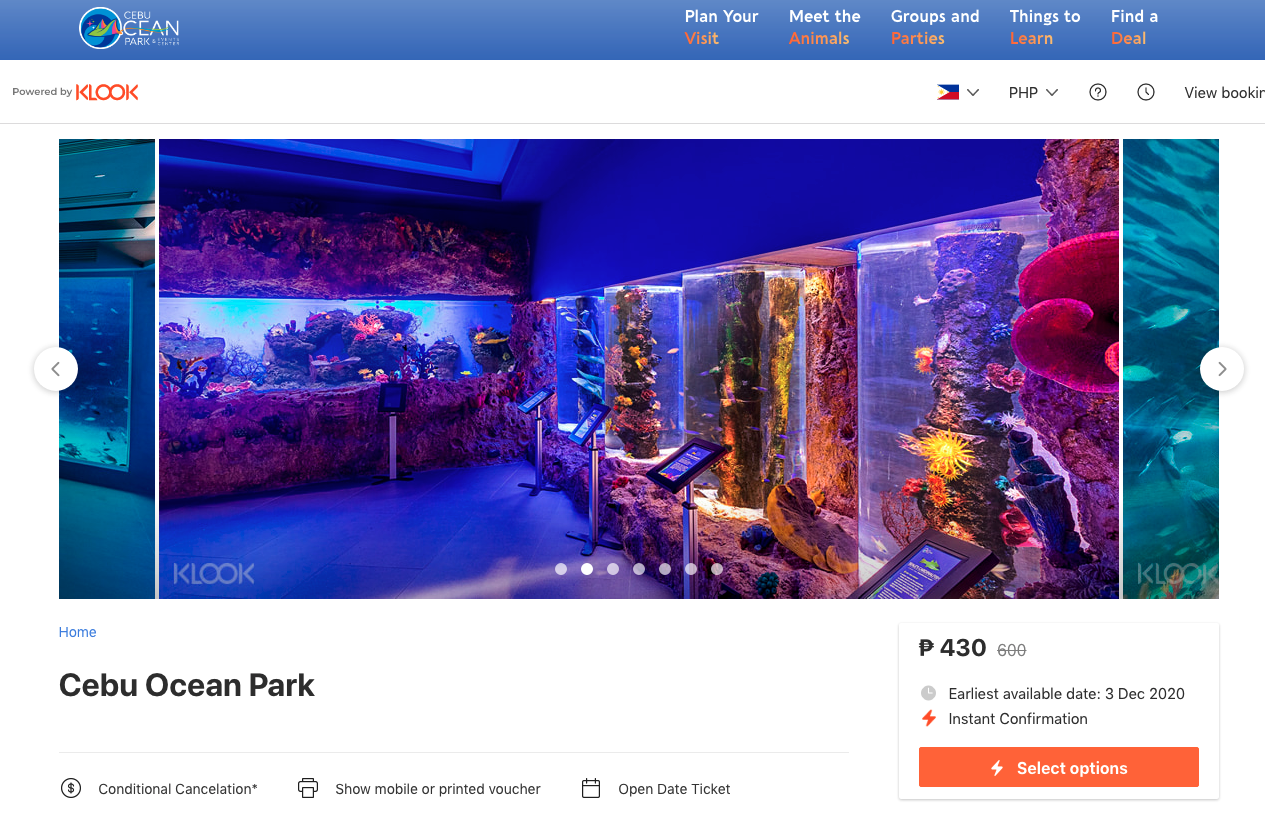 CEBU
OCEAN
PARK & EVENTS CENTER
Plan Your
Visit
Meet the
Animals
Groups and
Parties
Things to
Learn
Find a
Deal
Powered by KLOOK
PHP
View bookin
KLOOK
KLOOK
Home
Cebu Ocean Park
₱ 430 600
Earliest available date: 3 Dec 2020
Instant Confirmation
Select options
Conditional Cancelation*
Show mobile or printed voucher
Open Date Ticket